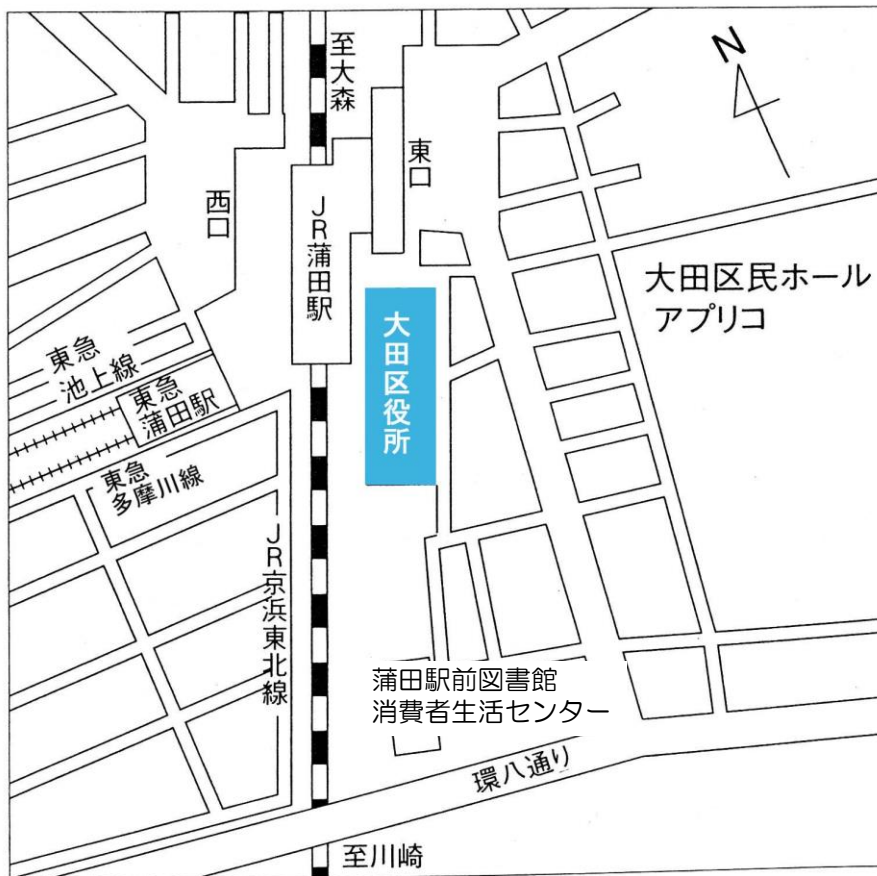 至大森
N
東口
西口
JR蒲田駅
大田区民ホール
アプリコ
大田区役所
東急
池上線
東急
蒲田駅
東急
多摩川線
JR京浜東北線
蒲田駅前図書館
消費者生活センター
環八通り
至川崎